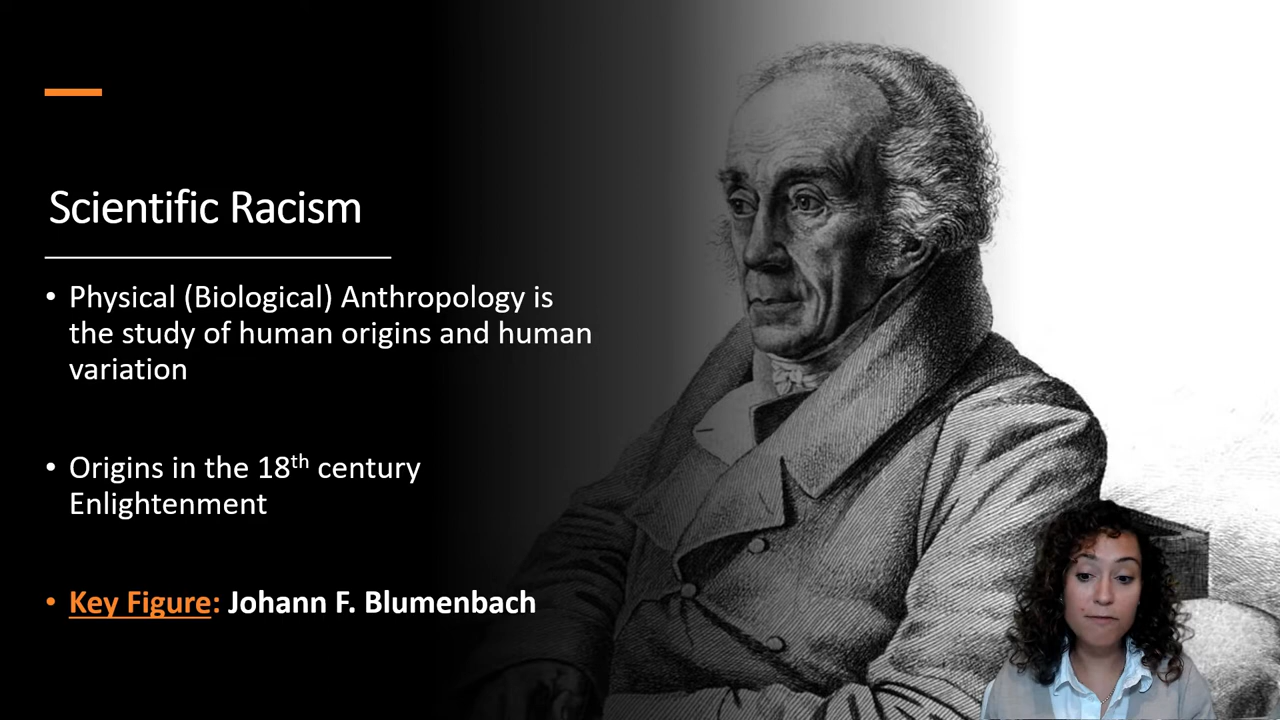 Scientific Racism
• Physical (Biological) Anthropology is
the study of human origins and human
variation
• Origins in the 18th century
Enlightenment
• Key Figure: Johann F. Blumenbach